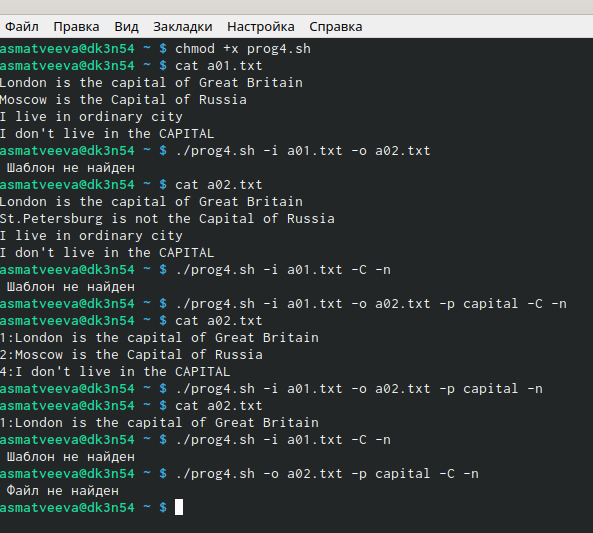 Файл Правка Вид Закладки Настройка Справка
asmatveeva@dk3n54 ~ $ chmod +x prog4.sh
asmatveeva@dk3n54 ~ $ cat a01.txt
London is the capital of Great Britain
Moscow is the Capital of Russia
I live in ordinary city
I don't live in the CAPITAL
asmatveeva@dk3n54 ~ $ ./prog4.sh -i a01.txt -o a02.txt
Шаблон не найден
asmatveeva@dk3n54 ~ $ cat a02.txt
London is the capital of Great Britain
St.Petersburg is not the Capital of Russia
I live in ordinary city
I don't live in the CAPITAL
asmatveeva@dk3n54 ~ $ ./prog4.sh -i a01.txt -C -n
Шаблон не найден
asmatveeva@dk3n54 ~ $ ./prog4.sh -i a01.txt -o a02.txt -p capital -C -n
asmatveeva@dk3n54 ~ $ cat a02.txt
1:London is the capital of Great Britain
2:Moscow is the Capital of Russia
4:I don't live in the CAPITAL
asmatveeva@dk3n54 ~ $ ./prog4.sh -i a01.txt -o a02.txt -p capital -n
asmatveeva@dk3n54 ~ $ cat a02.txt
1:London is the capital of Great Britain
asmatveeva@dk3n54 ~ $ ./prog4.sh -i a01.txt -C -n
Шаблон не найден
asmatveeva@dk3n54 ~ $ ./prog4.sh -o a02.txt -p capital -C -n
Файл не найден
asmatveeva@dk3n54 ~ $